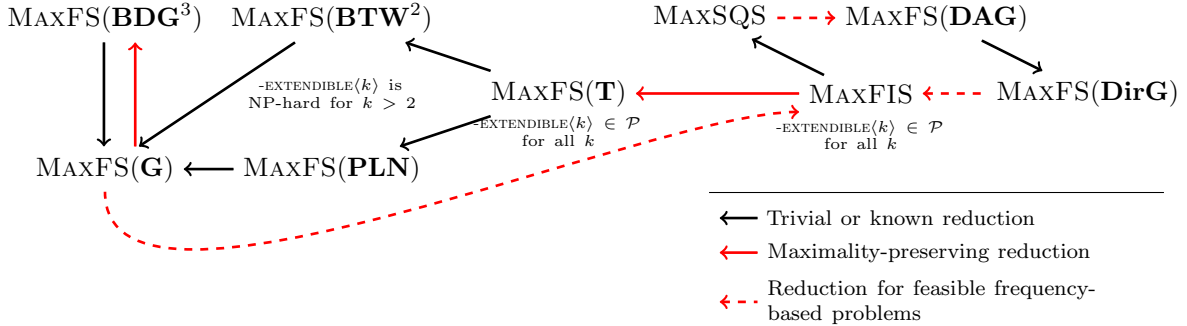 MAXFS(BDG³) MAXFS(BTW²) MAXSQS MAXFS(DAG)
-EXTENDIBLE⟨k⟩ is
NP-hard for k > 2
MAXFS(T) MAXFIS MAXFS(DirG)
-EXTENDIBLE⟨k⟩ ∈ 𝒫
for all k
-EXTENDIBLE⟨k⟩ ∈ 𝒫
for all k
MAXFS(G) MAXFS(PLN)
Trivial or known reduction
Maximality-preserving reduction
Reduction for feasible frequency-
based problems